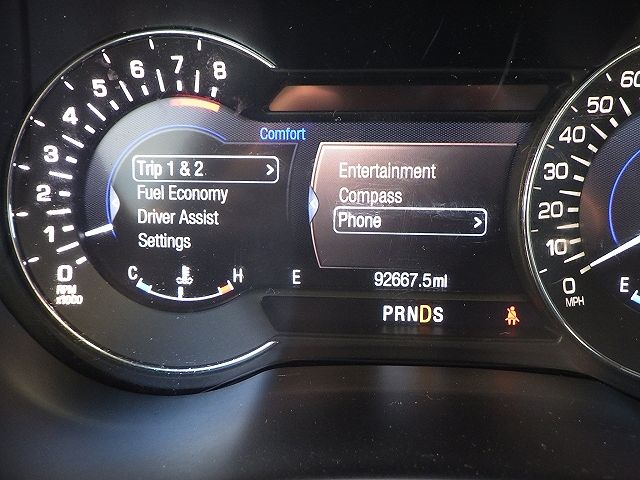 8
7
6
5
4
3
2
1
0
RPM
x1000
Comfort
Trip 1 & 2 >
Fuel Economy
Driver Assist
Settings
C H
Entertainment
Compass
Phone >
E 92667.5mi
PRNDS
60
50
40
30
20
10
0
MPH
E